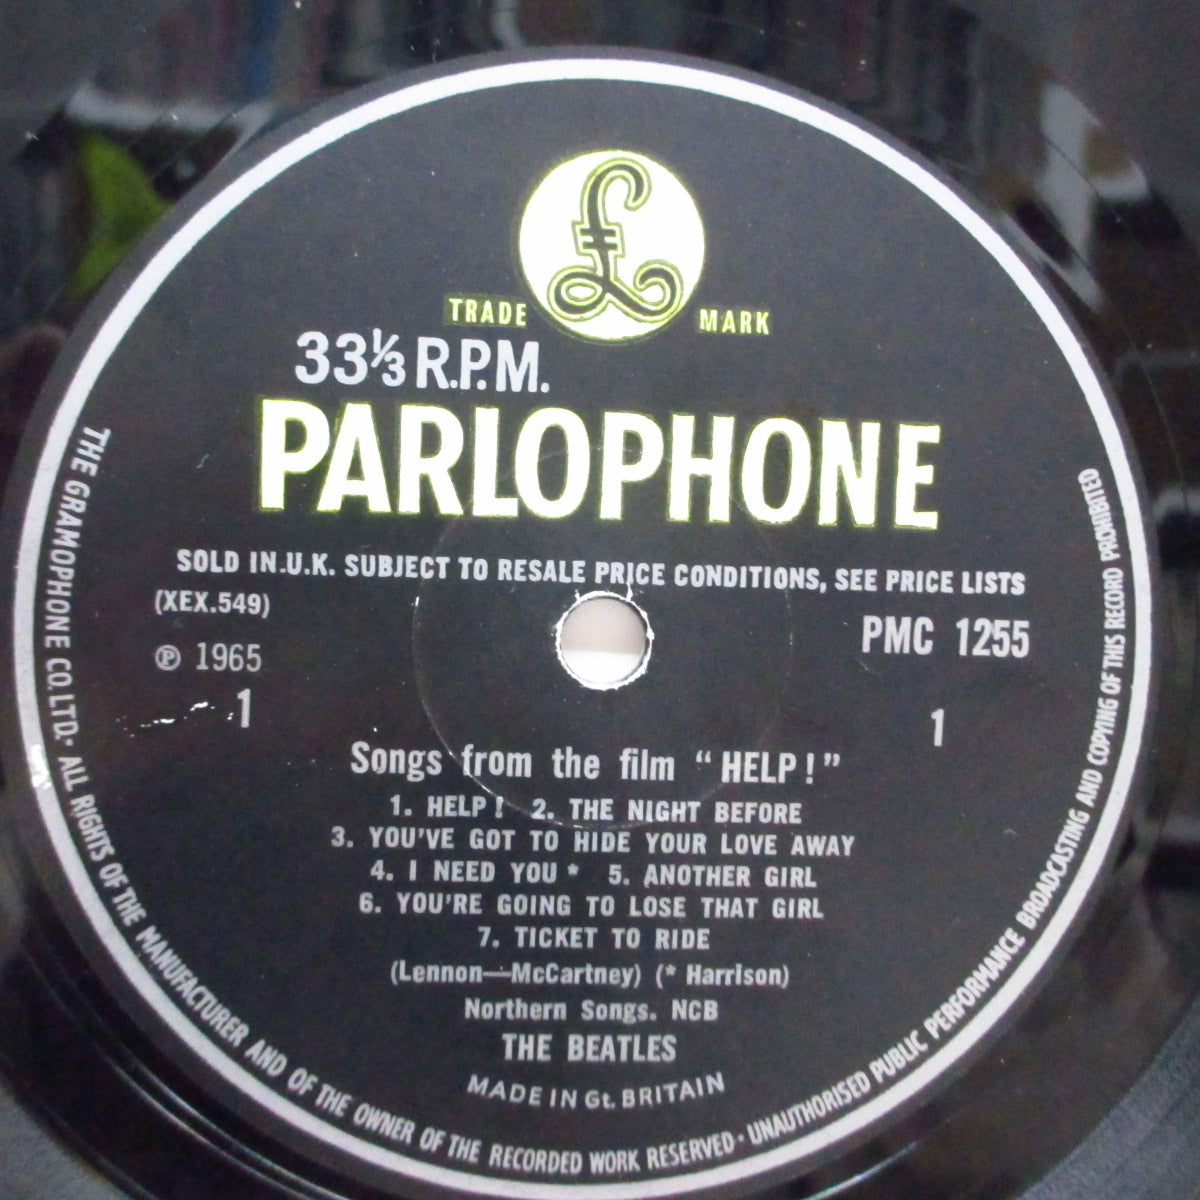 £
TRADE MARK
33⅓ R.P.M.
PARLOPHONE
SOLD IN .U.K. SUBJECT TO RESALE PRICE CONDITIONS, SEE PRICE LISTS
(XEX.549)
PMC 1255
℗ 1965
1
1
Songs from the film "HELP!"
1. HELP! 2. THE NIGHT BEFORE
3. YOU'VE GOT TO HIDE YOUR LOVE AWAY
4. I NEED YOU * 5. ANOTHER GIRL
6. YOU'RE GOING TO LOSE THAT GIRL
7. TICKET TO RIDE
(Lennon—McCartney) (* Harrison)
Northern Songs. NCB
THE BEATLES
MADE IN Gt. BRITAIN
THE GRAMOPHONE CO. LTD. · ALL RIGHTS OF THE MANUFACTURER AND OF THE OWNER OF THE RECORDED WORK RESERVED · UNAUTHORISED PUBLIC PERFORMANCE BROADCASTING AND COPYING OF THIS RECORD PROHIBITED